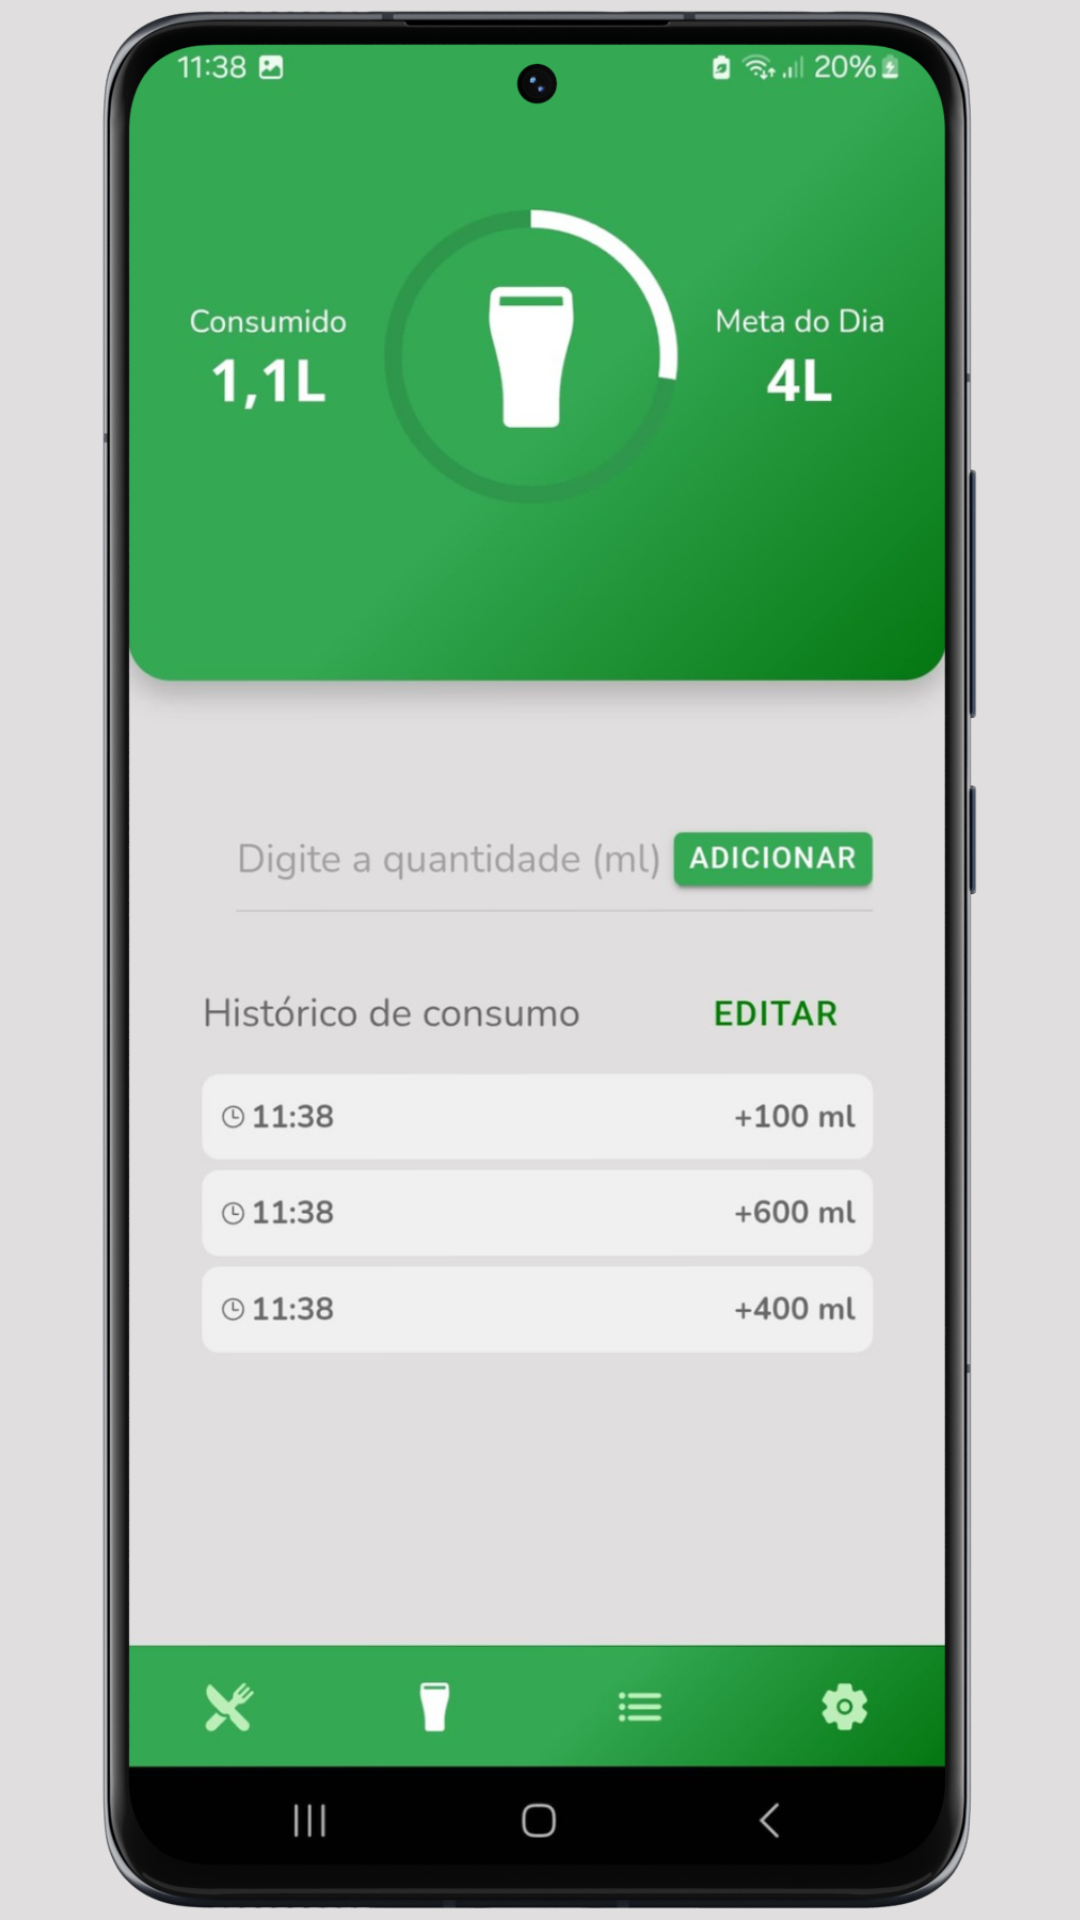 11:38 20%
Consumido
1,1L
Meta do Dia
4L
Digite a quantidade (ml) ADICIONAR
Histórico de consumo EDITAR
11:38 +100 ml
11:38 +600 ml
11:38 +400 ml